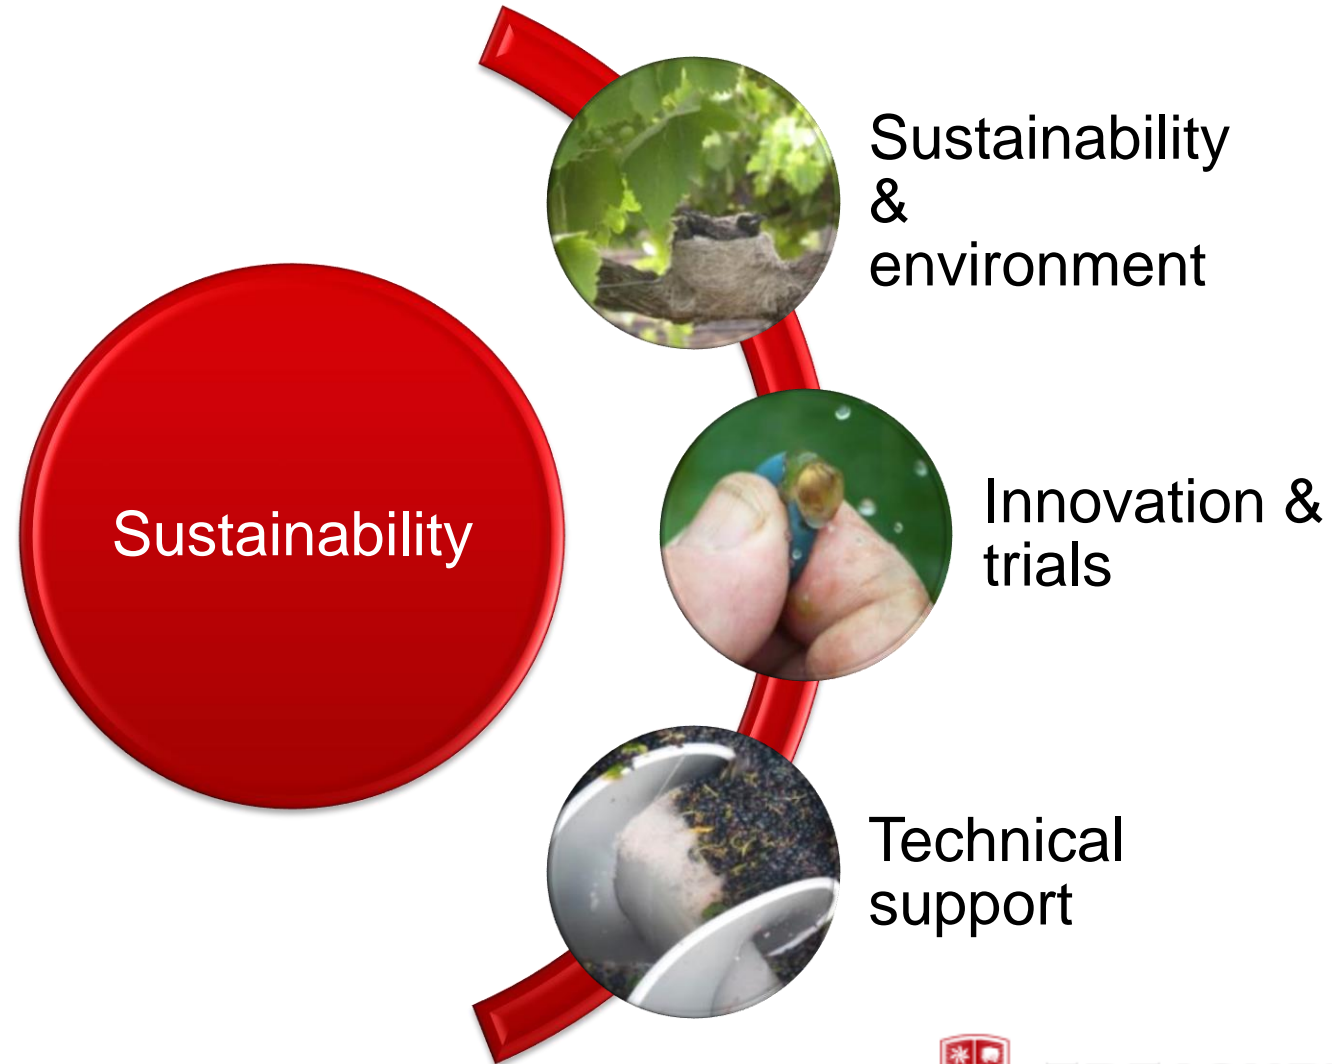 Sustainability
&
environment
Sustainability
Innovation &
trials
Technical
support